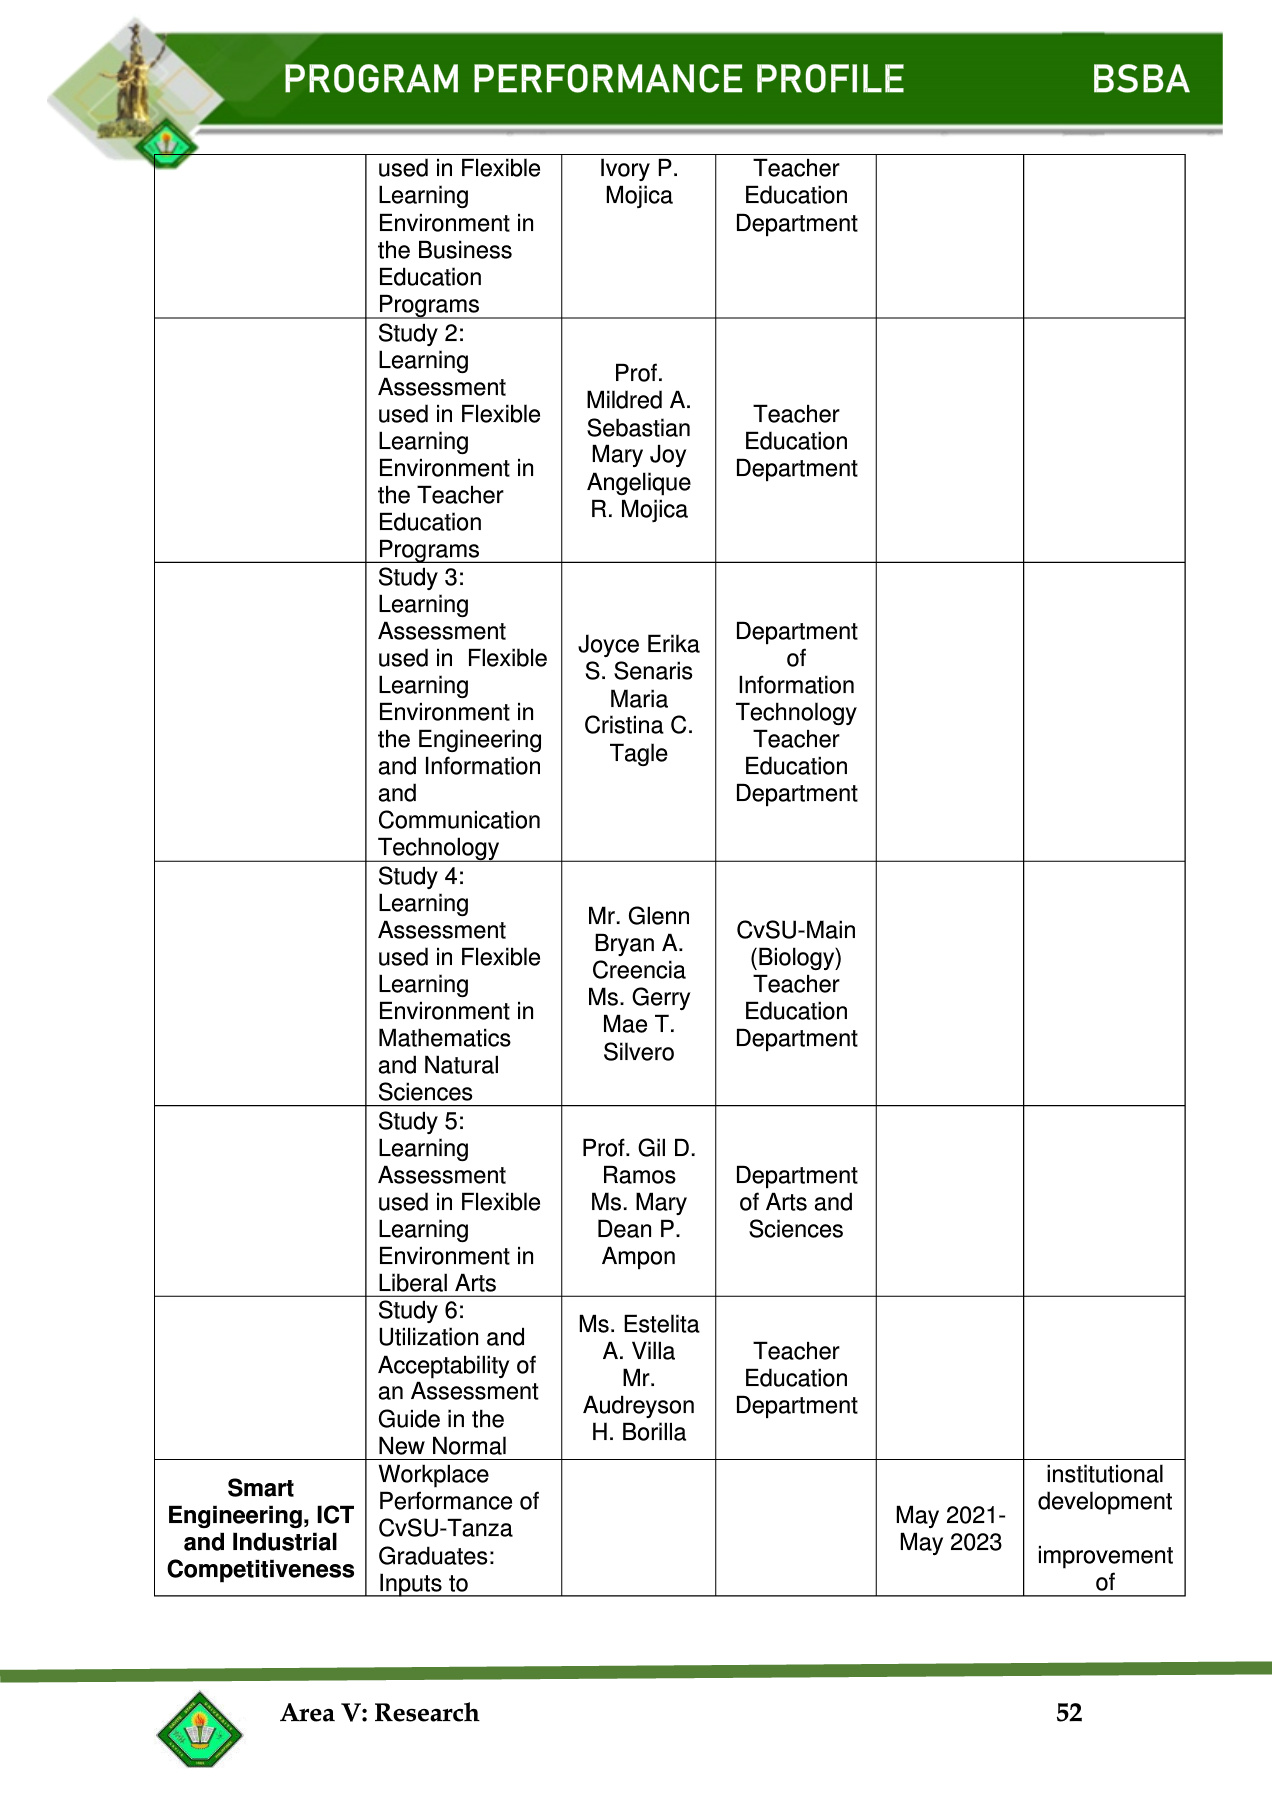 PROGRAM PERFORMANCE PROFILE BSBA
used in Flexible
Learning
Environment in
the Business
Education
Programs
Ivory P.
Mojica
Teacher
Education
Department
Study 2:
Learning
Assessment
used in Flexible
Learning
Environment in
the Teacher
Education
Programs
Prof.
Mildred A.
Sebastian
Mary Joy
Angelique
R. Mojica
Teacher
Education
Department
Study 3:
Learning
Assessment
used in  Flexible
Learning
Environment in
the Engineering
and Information
and
Communication
Technology
Joyce Erika
S. Senaris
Maria
Cristina C.
Tagle
Department
of
Information
Technology
Teacher
Education
Department
Study 4:
Learning
Assessment
used in Flexible
Learning
Environment in
Mathematics
and Natural
Sciences
Mr. Glenn
Bryan A.
Creencia
Ms. Gerry
Mae T.
Silvero
CvSU-Main
(Biology)
Teacher
Education
Department
Study 5:
Learning
Assessment
used in Flexible
Learning
Environment in
Liberal Arts
Prof. Gil D.
Ramos
Ms. Mary
Dean P.
Ampon
Department
of Arts and
Sciences
Study 6:
Utilization and
Acceptability of
an Assessment
Guide in the
New Normal
Ms. Estelita
A. Villa
Mr.
Audreyson
H. Borilla
Teacher
Education
Department
Smart
Engineering, ICT
and Industrial
Competitiveness
Workplace
Performance of
CvSU-Tanza
Graduates:
Inputs to
May 2021-
May 2023
institutional
development
improvement
of
Area V: Research 52